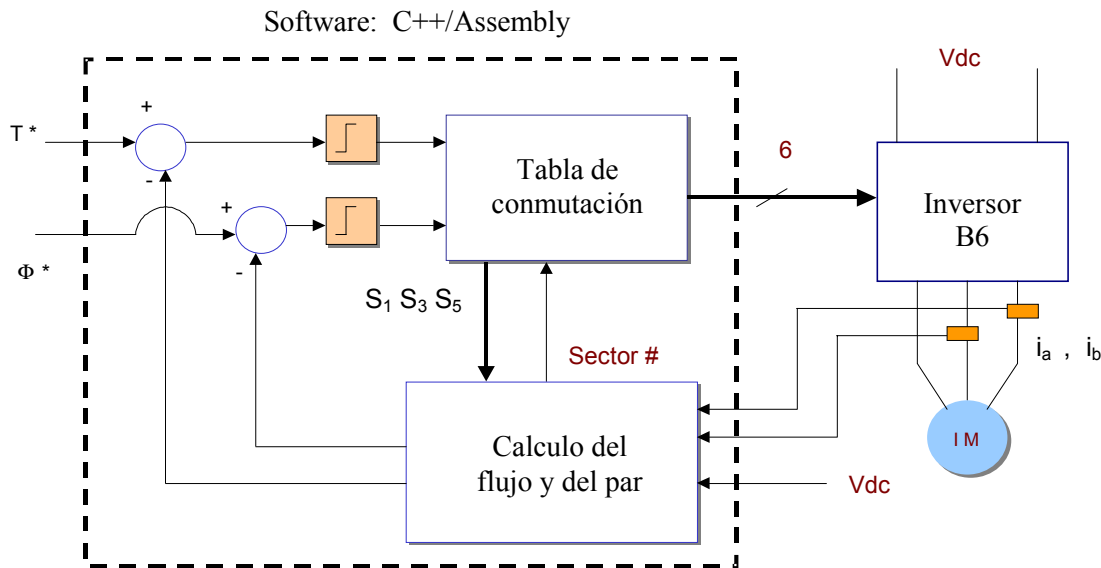 Software: C++/Assembly
Vdc
+
T *
-
Tabla de
conmutación
6
Inversor
B6
+
Φ *
-
S1 S3 S5
Sector #
ia , ib
Calculo del
flujo y del par
I M
Vdc